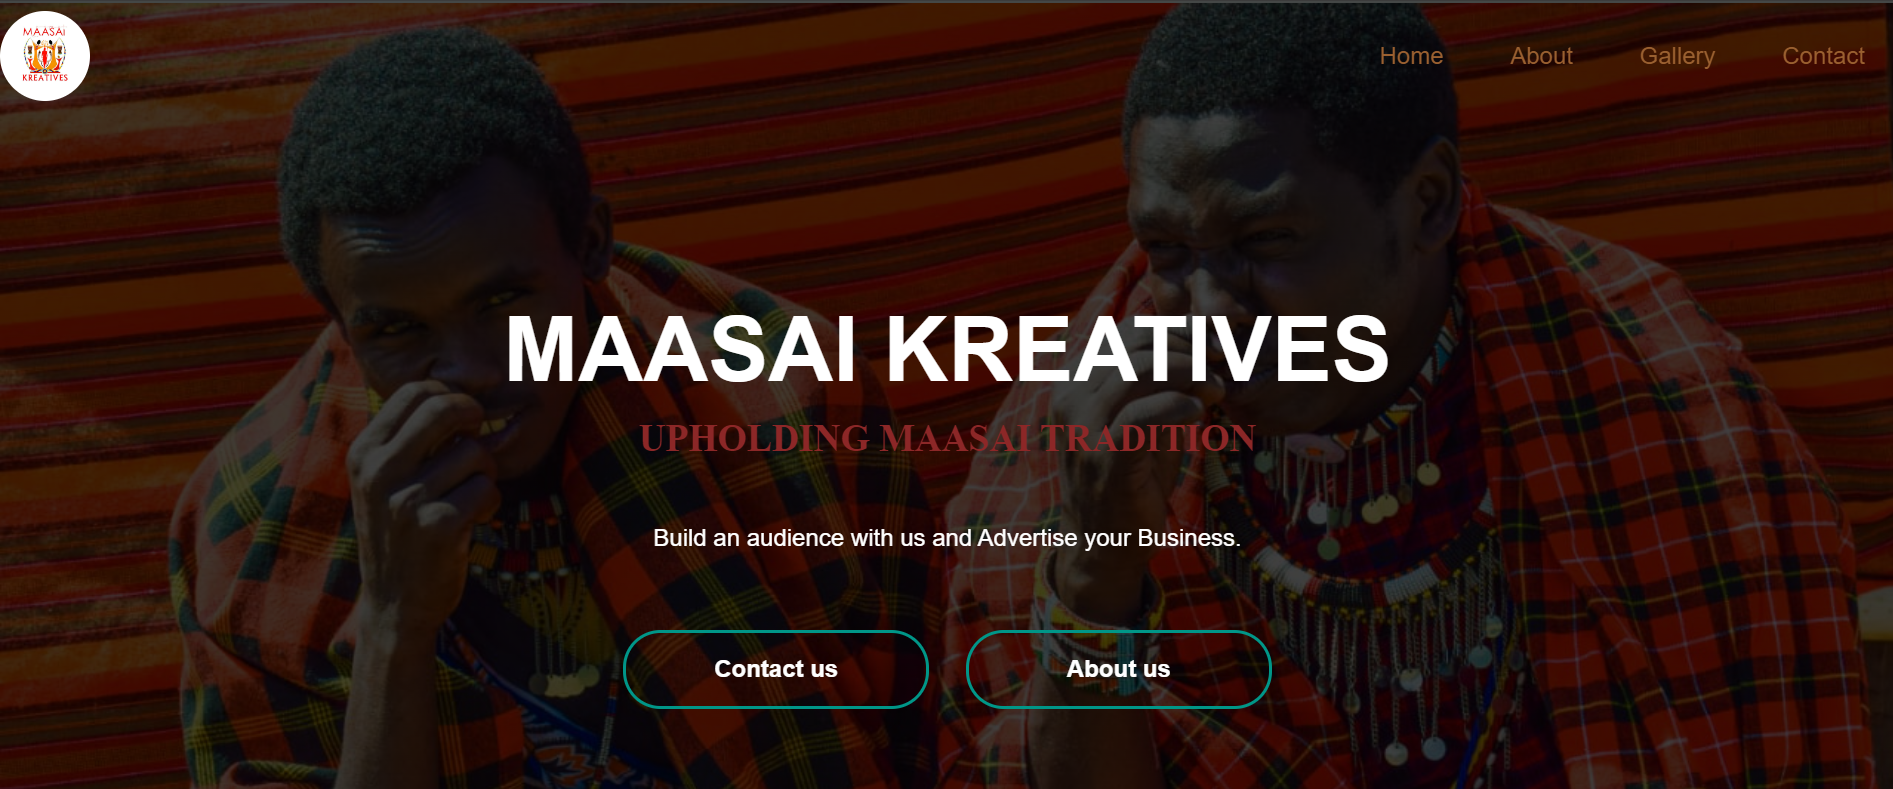 MAASAI
KREATIVES
Home About Gallery Contact
MAASAI KREATIVES
UPHOLDING MAASAI TRADITION
Build an audience with us and Advertise your Business.
Contact us About us